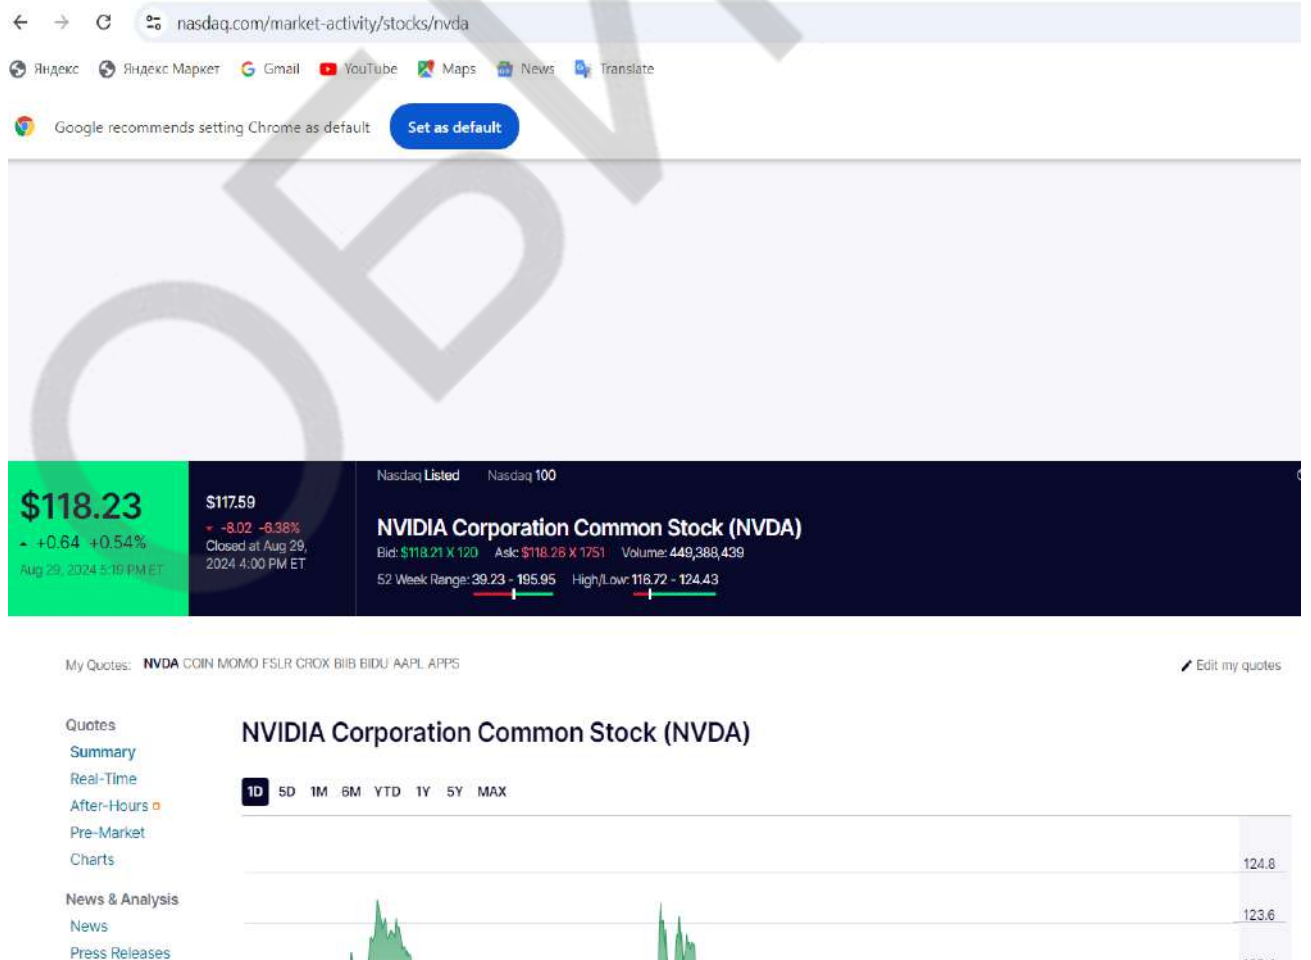 nasdaq.com/market-activity/stocks/nvda
Яндекс Яндекс Маркет Gmail YouTube Maps News Translate
Google recommends setting Chrome as default Set as default
ОБИ
Nasdaq Listed Nasdaq 100
$118.23
+0.64 +0.54%
Aug 29, 2024 5:19 PM ET
$117.59
-8.02 -6.38%
Closed at Aug 29,
2024 4:00 PM ET
NVIDIA Corporation Common Stock (NVDA)
Bid: $118.21 X 120 Ask: $118.26 X 1751 Volume: 449,388,439
52 Week Range: 39.23 - 195.95 High/Low: 116.72 - 124.43
My Quotes: NVDA COIN MOMO FSLR CROX BIIB BIDU AAPL APPS
Edit my quotes
Quotes
Summary
Real-Time
After-Hours
Pre-Market
Charts
News & Analysis
News
Press Releases
NVIDIA Corporation Common Stock (NVDA)
1D 5D 1M 6M YTD 1Y 5Y MAX
124.8
123.6